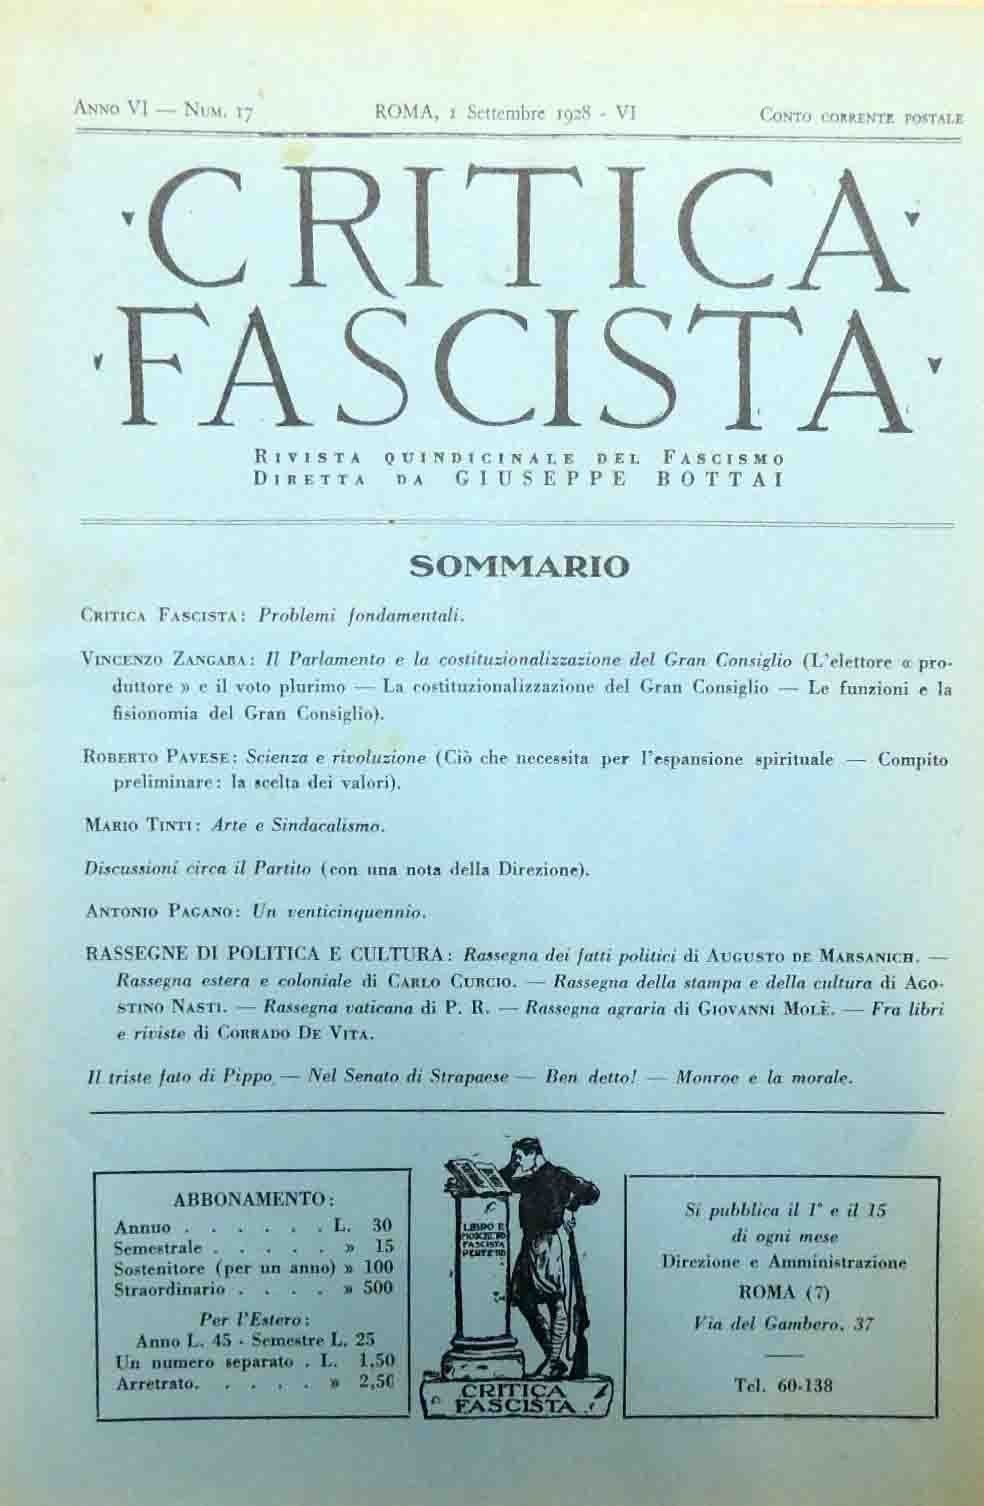 ANNO VI — NUM. 17 ROMA, 1 Settembre 1928 - VI CONTO CORRENTE POSTALE
CRITICA
FASCISTA
RIVISTA QUINDICINALE DEL FASCISMO
DIRETTA DA GIUSEPPE BOTTAI
SOMMARIO
CRITICA FASCISTA: Problemi fondamentali.
VINCENZO ZANGARA: Il Parlamento e la costituzionalizzazione del Gran Consiglio (L'elettore « pro-
duttore » e il voto plurimo — La costituzionalizzazione del Gran Consiglio — Le funzioni e la
fisionomia del Gran Consiglio).
ROBERTO PAVESE: Scienza e rivoluzione (Ciò che necessita per l'espansione spirituale — Compito
preliminare: la scelta dei valori).
MARIO TINTI: Arte e Sindacalismo.
Discussioni circa il Partito (con una nota della Direzione).
ANTONIO PAGANO: Un venticinquennio.
RASSEGNE DI POLITICA E CULTURA: Rassegna dei fatti politici di AUGUSTO DE MARSANICH. —
Rassegna estera e coloniale di CARLO CURCIO. — Rassegna della stampa e della cultura di AGO-
STINO NASTI. — Rassegna vaticana di P. R. — Rassegna agraria di GIOVANNI MOLÈ. — Fra libri
e riviste di CORRADO DE VITA.
Il triste fato di Pippo — Nel Senato di Strapaese — Ben detto! — Monroe e la morale.
ABBONAMENTO:
Annuo . . . . . . L. 30
Semestrale . . . . . » 15
Sostenitore (per un anno) » 100
Straordinario . . . . » 500
Per l'Estero:
Anno L. 45 - Semestre L. 25
Un numero separato . L. 1,50
Arretrato. . . . . » 2,50
LIBRO E
MOSCHETTO
FASCISTA
PERFETTO
CRITICA
FASCISTA
Si pubblica il 1° e il 15
di ogni mese
Direzione e Amministrazione
ROMA (7)
Via del Gambero, 37
Tel. 60-138